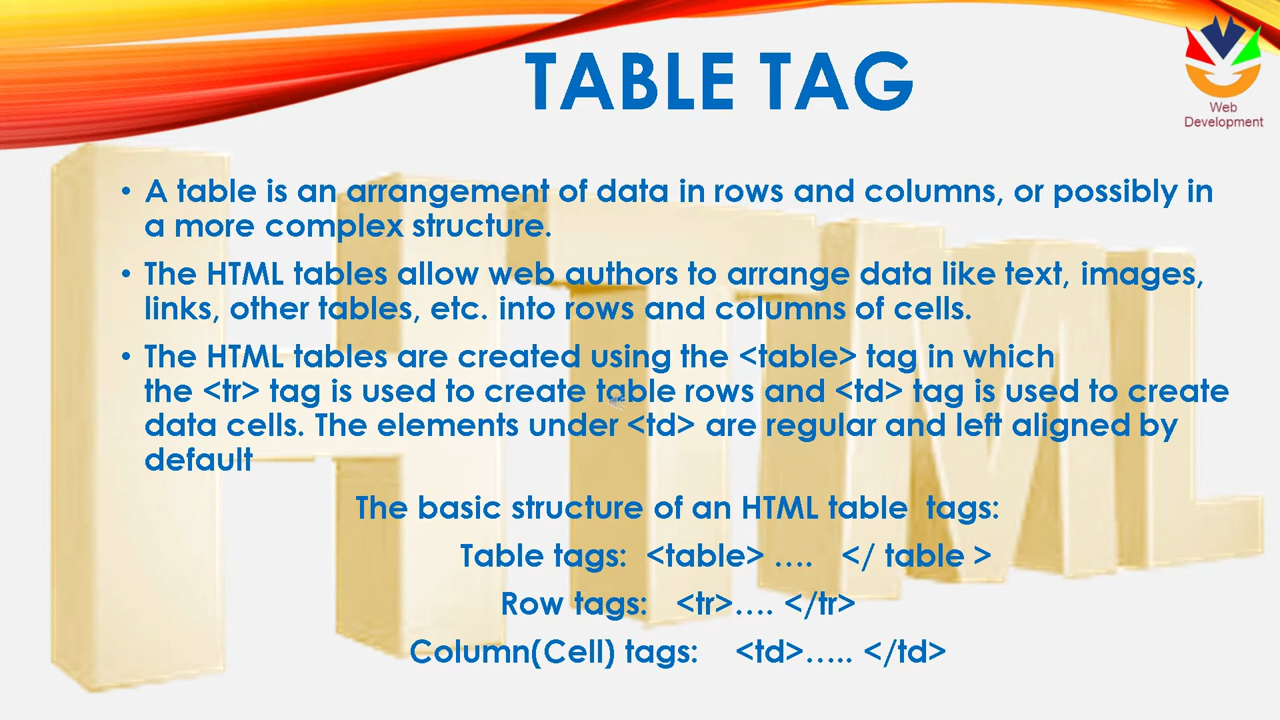 TABLE TAG
Web
Development
• A table is an arrangement of data in rows and columns, or possibly in
a more complex structure.
• The HTML tables allow web authors to arrange data like text, images,
links, other tables, etc. into rows and columns of cells.
• The HTML tables are created using the <table> tag in which
the <tr> tag is used to create table rows and <td> tag is used to create
data cells. The elements under <td> are regular and left aligned by
default
The basic structure of an HTML table  tags:
Table tags:  <table> ....   </ table >
Row tags:   <tr>.... </tr>
Column(Cell) tags:    <td>..... </td>
HTML